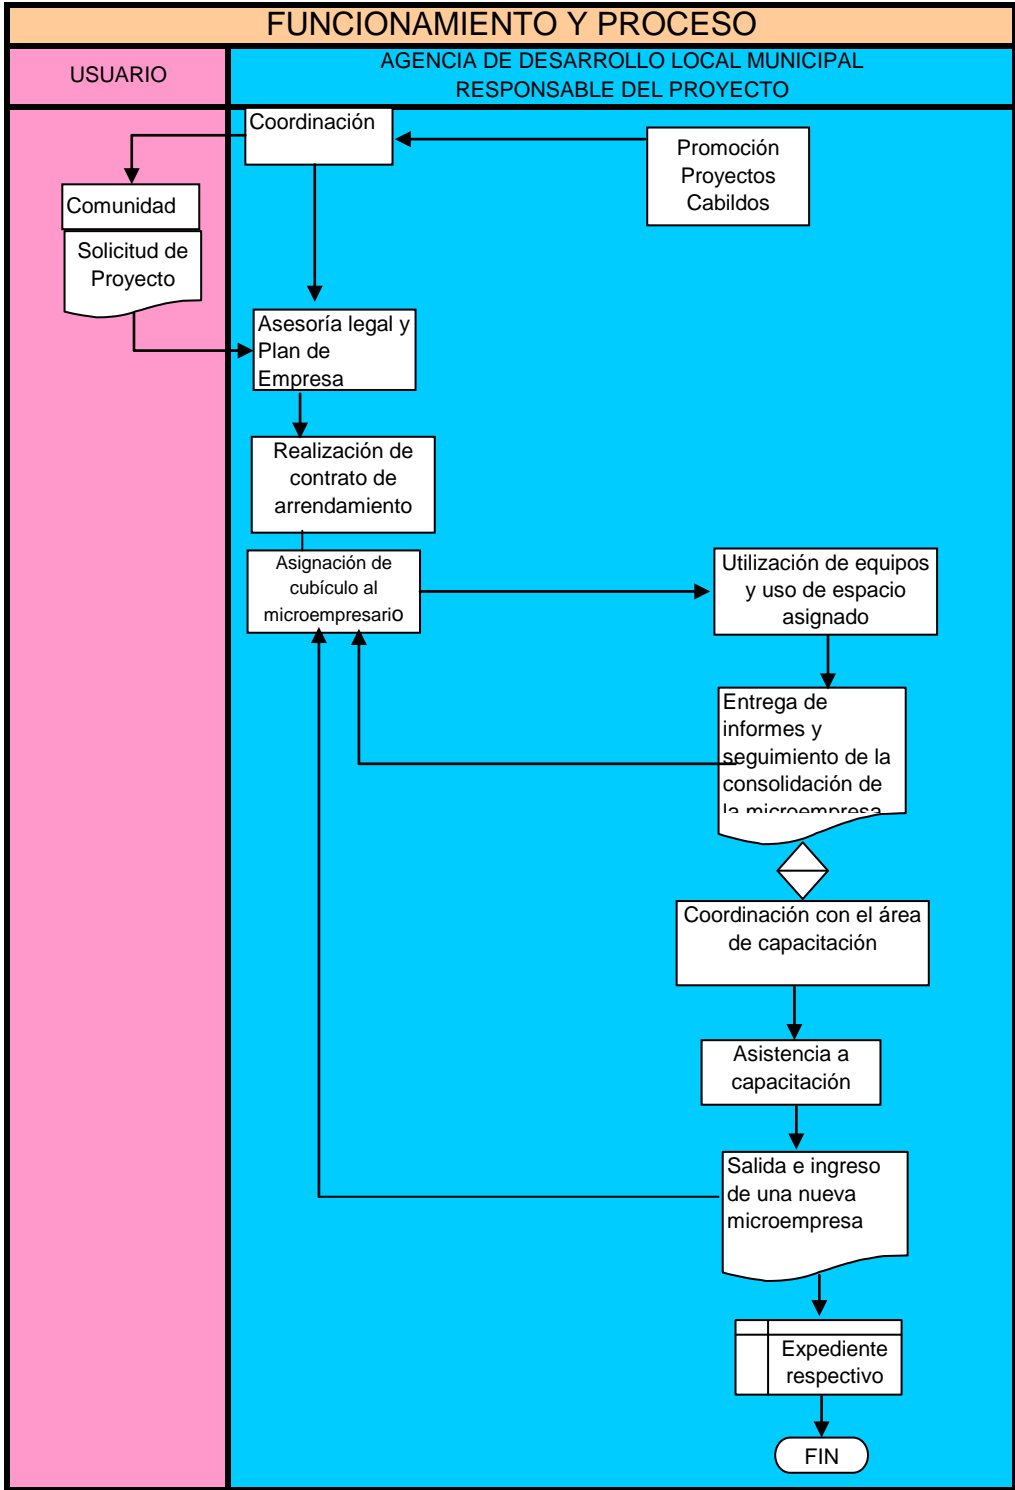 FUNCIONAMIENTO Y PROCESO
USUARIO
AGENCIA DE DESARROLLO LOCAL MUNICIPAL
RESPONSABLE DEL PROYECTO
Coordinación
Promoción
Proyectos
Cabildos
Comunidad
Solicitud de
Proyecto
Asesoría legal y
Plan de
Empresa
Realización de
contrato de
arrendamiento
Asignación de
cubículo al
microempresario
Utilización de equipos
y uso de espacio
asignado
Entrega de
informes y
seguimiento de la
consolidación de
la microempresa
Coordinación con el área
de capacitación
Asistencia a
capacitación
Salida e ingreso
de una nueva
microempresa
Expediente
respectivo
FIN